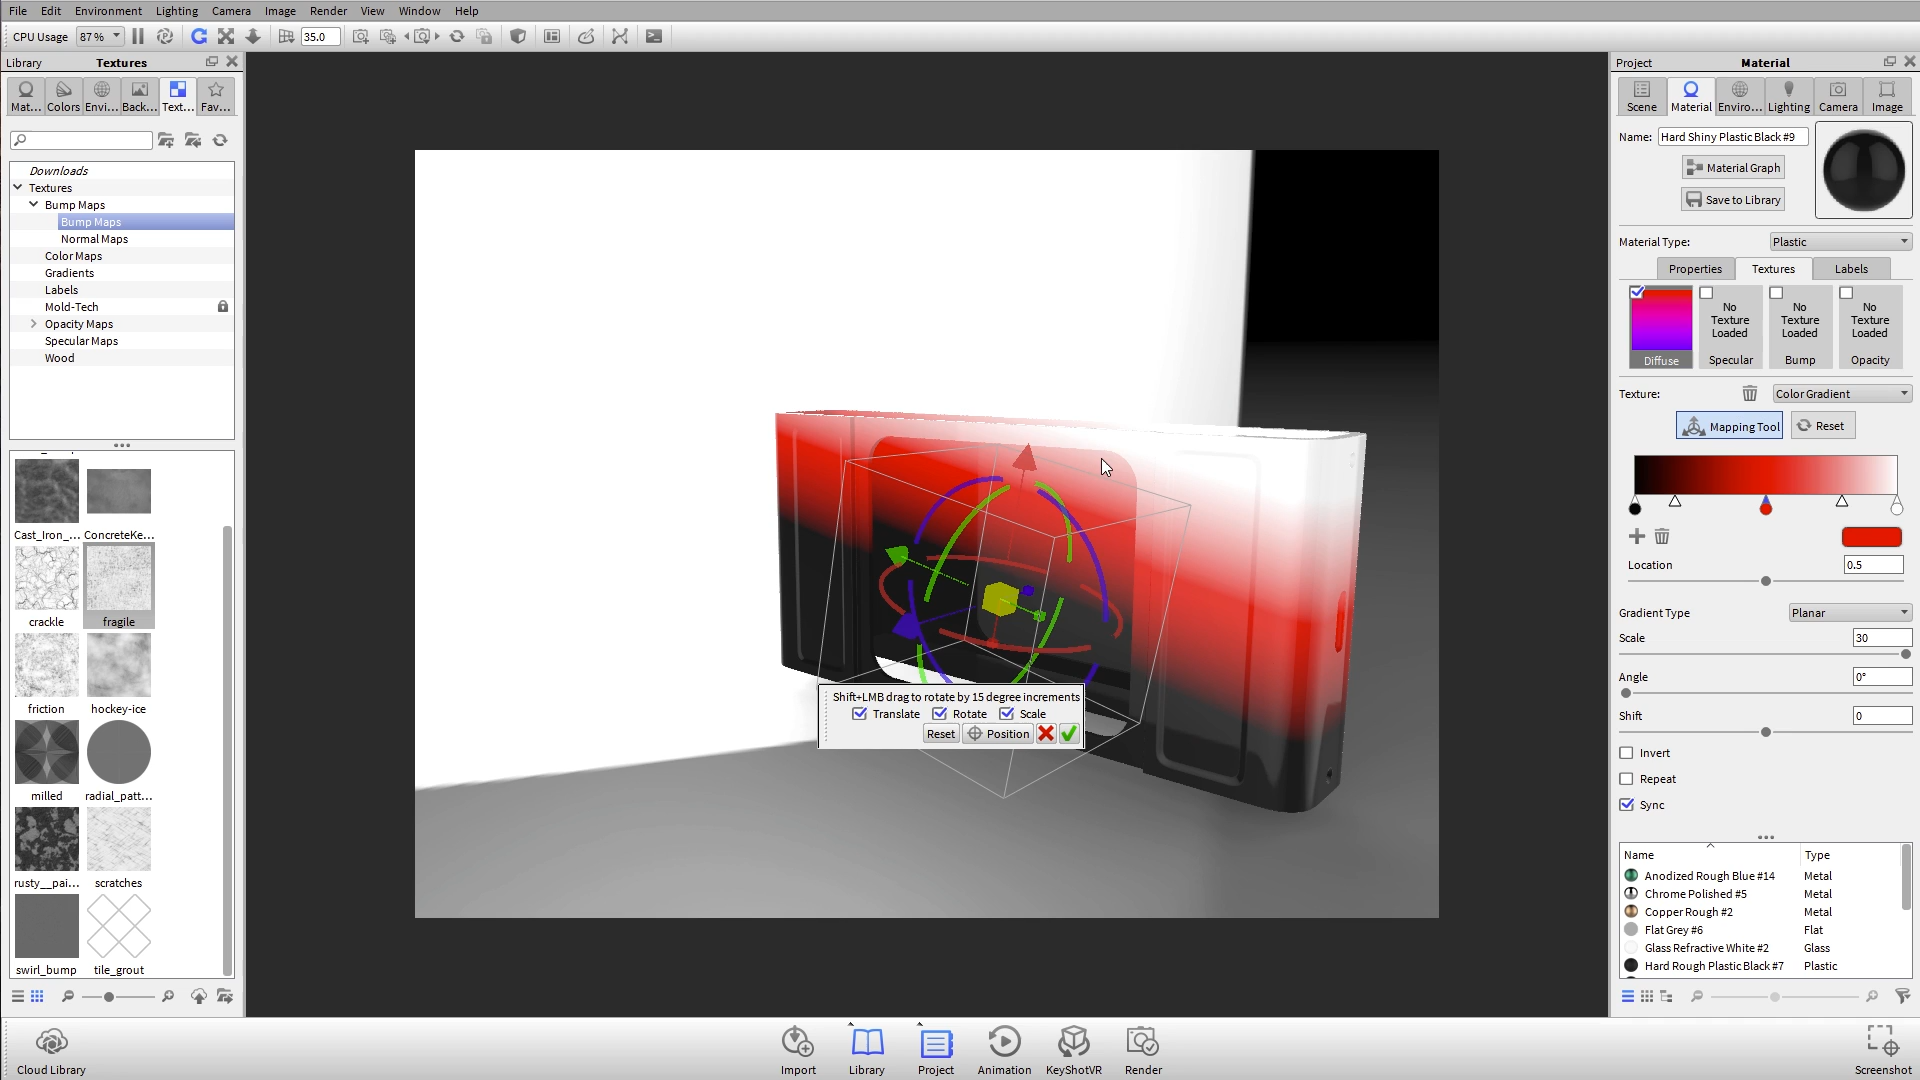 File Edit Environment Lighting Camera Image Render View Window Help
CPU Usage 87 % 35.0
Library Textures
Mat... Colors Envi... Back... Text... Fav...
Downloads
Textures
Bump Maps
Bump Maps
Normal Maps
Color Maps
Gradients
Labels
Mold-Tech
Opacity Maps
Specular Maps
Wood
Cast_Iron_... ConcreteKe...
crackle fragile
friction hockey-ice
milled radial_patt...
rusty__pai... scratches
swirl_bump tile_grout
Shift+LMB drag to rotate by 15 degree increments
Translate Rotate Scale
Reset Position
Project Material
Scene Material Enviro... Lighting Camera Image
Name: Hard Shiny Plastic Black #9
Material Graph
Save to Library
Material Type: Plastic
Properties Textures Labels
No Texture Loaded No Texture Loaded No Texture Loaded
Diffuse Specular Bump Opacity
Texture: Color Gradient
Mapping Tool Reset
Location 0.5
Gradient Type Planar
Scale 30
Angle 0°
Shift 0
Invert
Repeat
Sync
Name Type
Anodized Rough Blue #14 Metal
Chrome Polished #5 Metal
Copper Rough #2 Metal
Flat Grey #6 Flat
Glass Refractive White #2 Glass
Hard Rough Plastic Black #7 Plastic
Cloud Library Import Library Project Animation KeyShotVR Render Screenshot